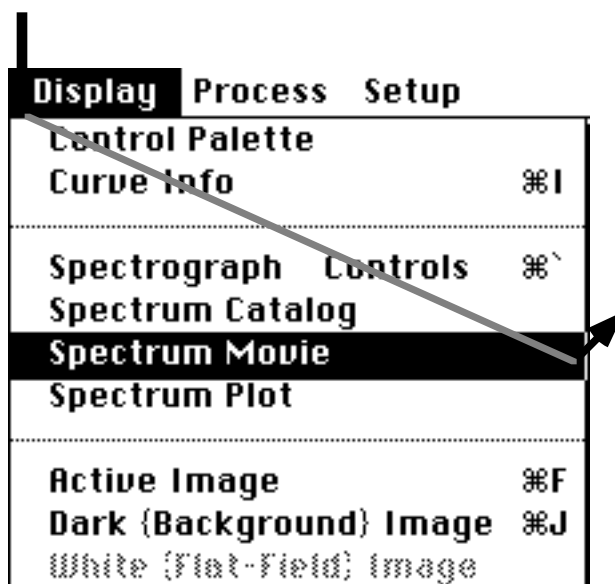 Display Process Setup
Control Palette
Curve Info ⌘I
Spectrograph Controls ⌘`
Spectrum Catalog
Spectrum Movie
Spectrum Plot
Active Image ⌘F
Dark {Background} Image ⌘J
White {Flat-Field} Image